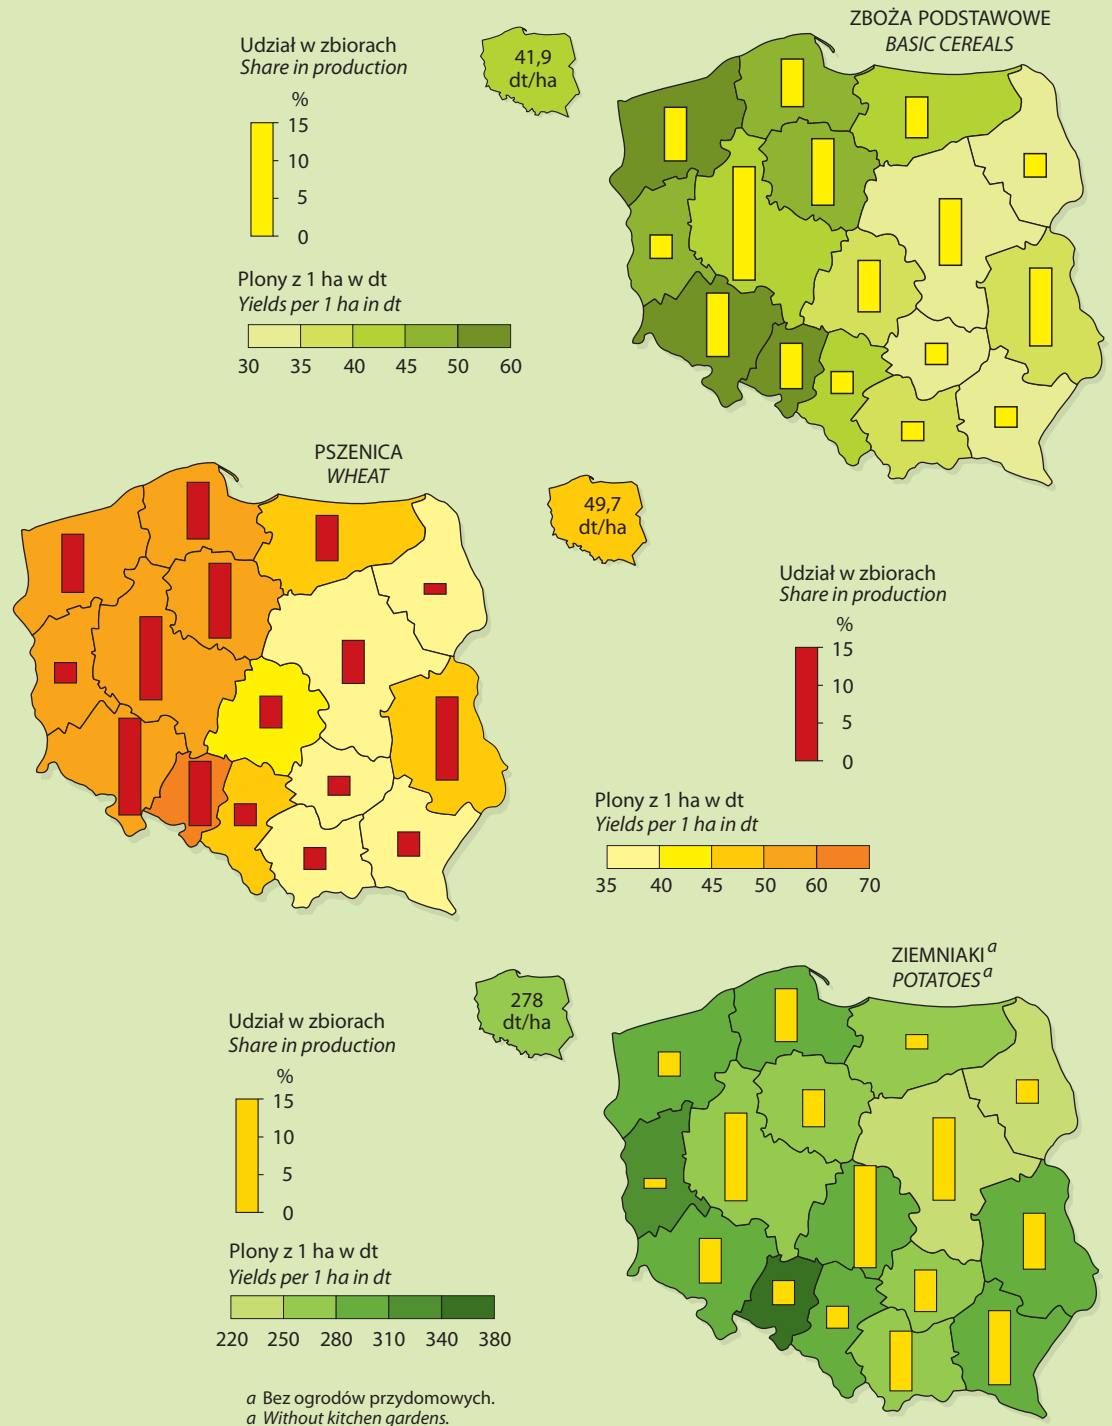 ZBOŻA PODSTAWOWE
BASIC CEREALS
Udział w zbiorach
Share in production
%
15
10
5
0
41,9
dt/ha
Plony z 1 ha w dt
Yields per 1 ha in dt
30 35 40 45 50 60
PSZENICA
WHEAT
49,7
dt/ha
Udział w zbiorach
Share in production
%
15
10
5
0
Plony z 1 ha w dt
Yields per 1 ha in dt
35 40 45 50 60 70
ZIEMNIAKI a
POTATOES a
278
dt/ha
Udział w zbiorach
Share in production
%
15
10
5
0
Plony z 1 ha w dt
Yields per 1 ha in dt
220 250 280 310 340 380
a Bez ogrodów przydomowych.
a Without kitchen gardens.